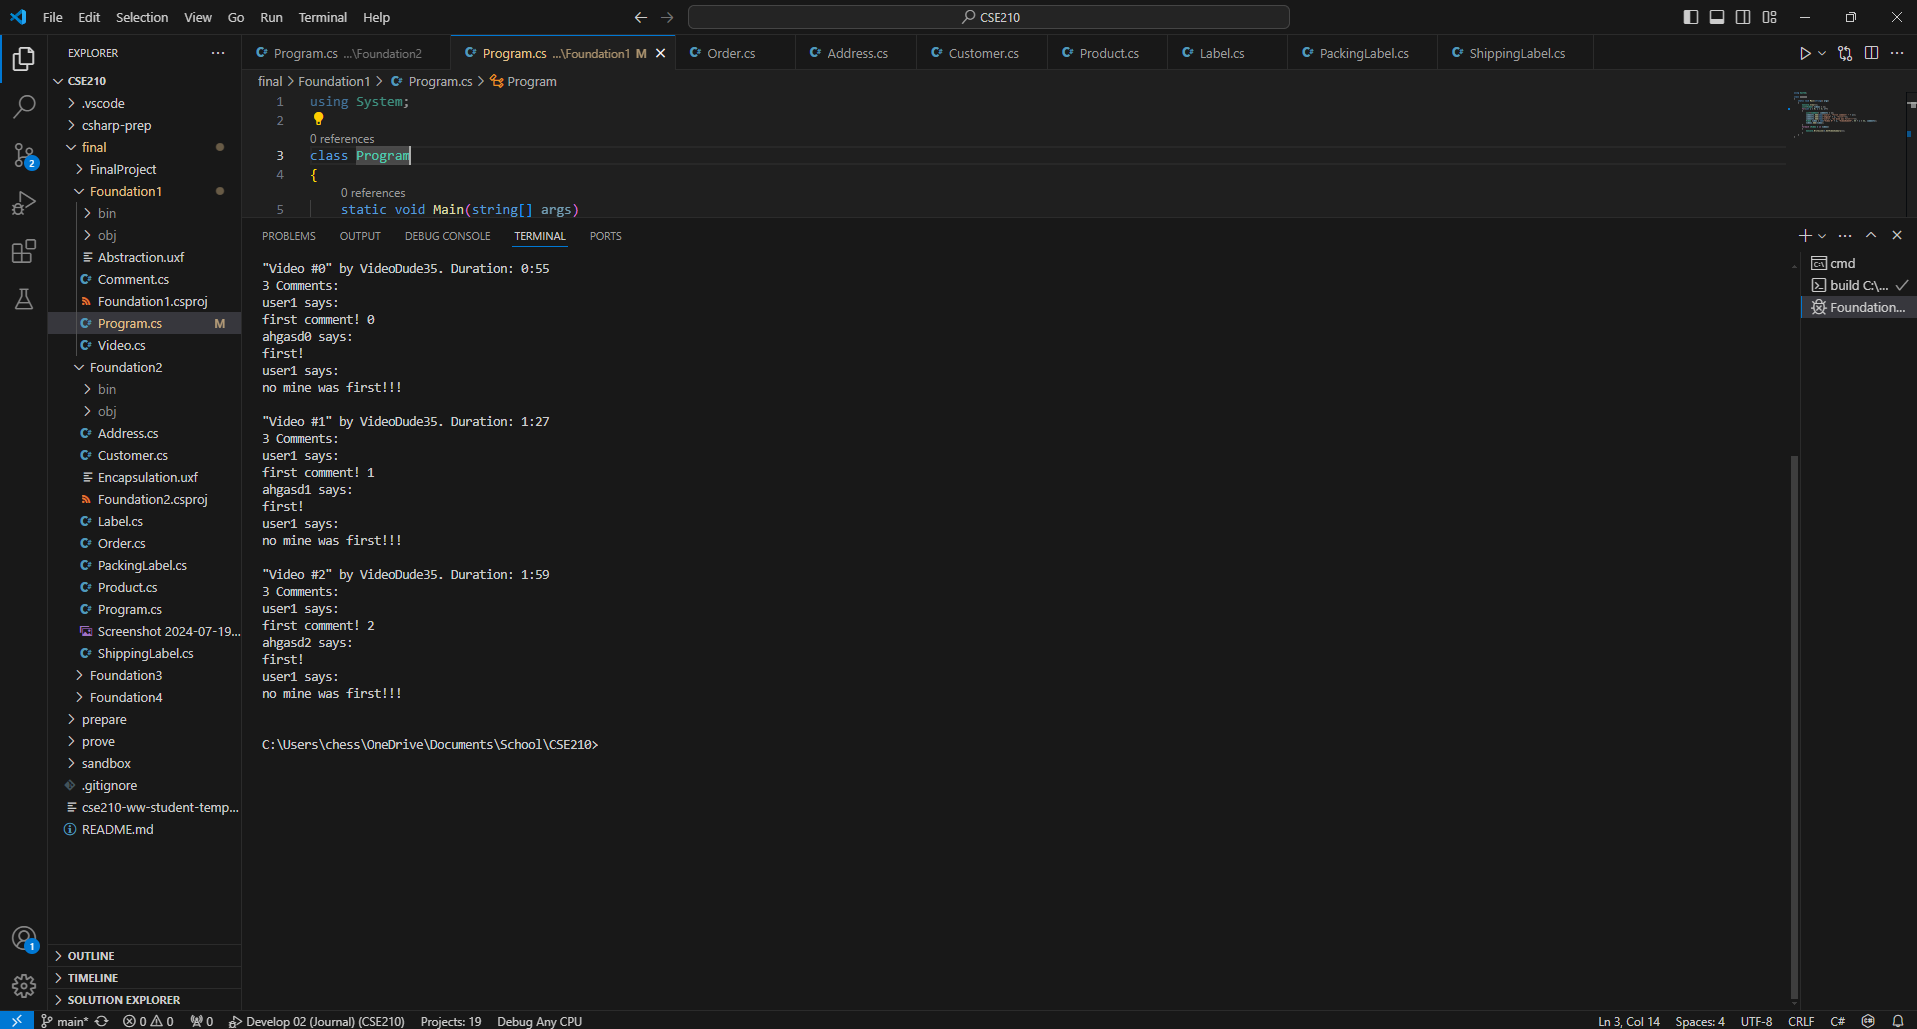 File Edit Selection View Go Run Terminal Help
CSE210
EXPLORER
CSE210
.vscode
csharp-prep
final
FinalProject
Foundation1
bin
obj
Abstraction.uxf
Comment.cs
Foundation1.csproj
Program.cs M
Video.cs
Foundation2
bin
obj
Address.cs
Customer.cs
Encapsulation.uxf
Foundation2.csproj
Label.cs
Order.cs
PackingLabel.cs
Product.cs
Program.cs
Screenshot 2024-07-19...
ShippingLabel.cs
Foundation3
Foundation4
prepare
prove
sandbox
.gitignore
cse210-ww-student-temp...
README.md
OUTLINE
TIMELINE
SOLUTION EXPLORER
2
1
Program.cs ...\Foundation2
Program.cs ...\Foundation1 M
Order.cs
Address.cs
Customer.cs
Product.cs
Label.cs
PackingLabel.cs
ShippingLabel.cs
final > Foundation1 > Program.cs > Program
1 using System;
2
0 references
3 class Program
4 {
0 references
5 static void Main(string[] args)
PROBLEMS OUTPUT DEBUG CONSOLE TERMINAL PORTS
"Video #0" by VideoDude35. Duration: 0:55
3 Comments:
user1 says:
first comment! 0
ahgasd0 says:
first!
user1 says:
no mine was first!!!
"Video #1" by VideoDude35. Duration: 1:27
3 Comments:
user1 says:
first comment! 1
ahgasd1 says:
first!
user1 says:
no mine was first!!!
"Video #2" by VideoDude35. Duration: 1:59
3 Comments:
user1 says:
first comment! 2
ahgasd2 says:
first!
user1 says:
no mine was first!!!
C:\Users\chess\OneDrive\Documents\School\CSE210>
cmd
build C:\...
Foundation...
main* 0 0 0 Develop 02 (Journal) (CSE210) Projects: 19 Debug Any CPU
Ln 3, Col 14 Spaces: 4 UTF-8 CRLF C#